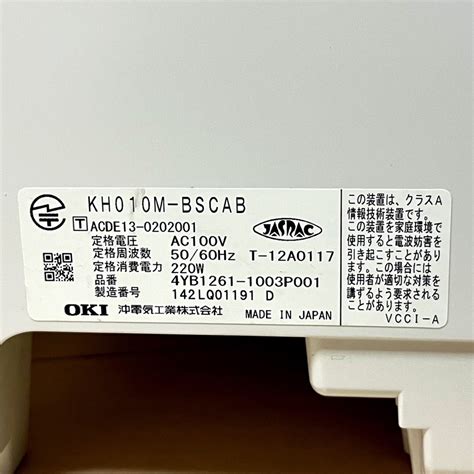 KH010M-BSCAB
T ACDE13-0202001
JASRAC
定格電圧 AC100V
定格周波数 50/60Hz T-12A0117
定格消費電力 220W
品番 4YB1261-1003P001
製造番号 142LQ01191 D
OKI 沖電気工業株式会社 MADE IN JAPAN
この装置は、クラスA
情報技術装置です。こ
の装置を家庭環境で
使用すると電波妨害を
引き起こすことがあり
ます。この場合には
使用者が適切な対策を
講ずるよう要求される
ことがあります。
VCCI-A